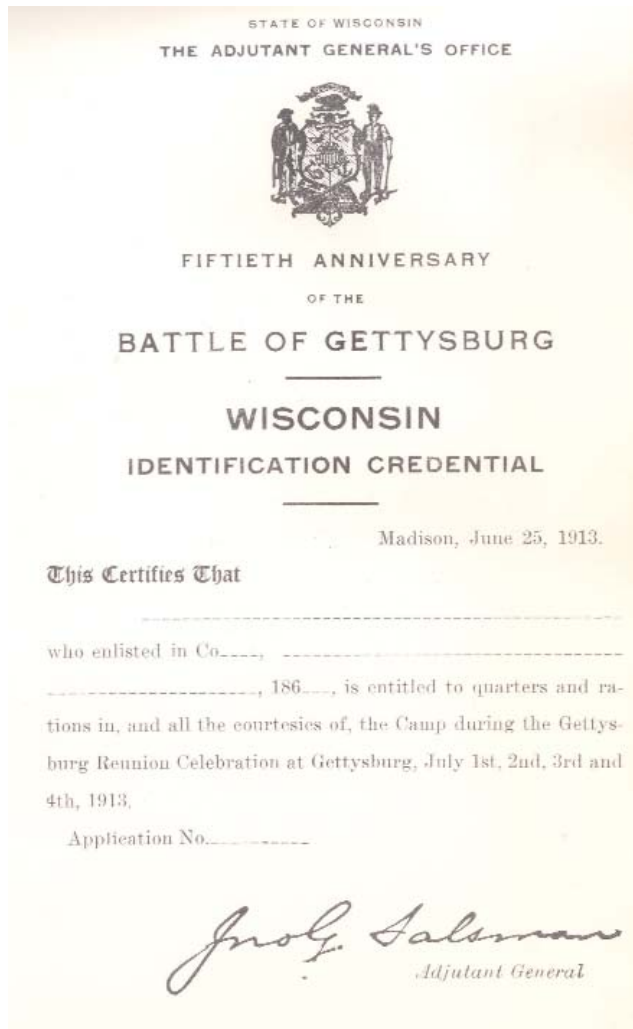 STATE OF WISCONSIN
THE ADJUTANT GENERAL'S OFFICE
FIFTIETH ANNIVERSARY
OF THE
BATTLE OF GETTYSBURG
WISCONSIN
IDENTIFICATION CREDENTIAL
Madison, June 25, 1913.
This Certifies That
who enlisted in Co____, ____
____, 186___, is entitled to quarters and ra-
tions in, and all the courtesies of, the Camp during the Gettys-
burg Reunion Celebration at Gettysburg, July 1st, 2nd, 3rd and
4th, 1913.
Application No.____
Jno G. Salsman
Adjutant General